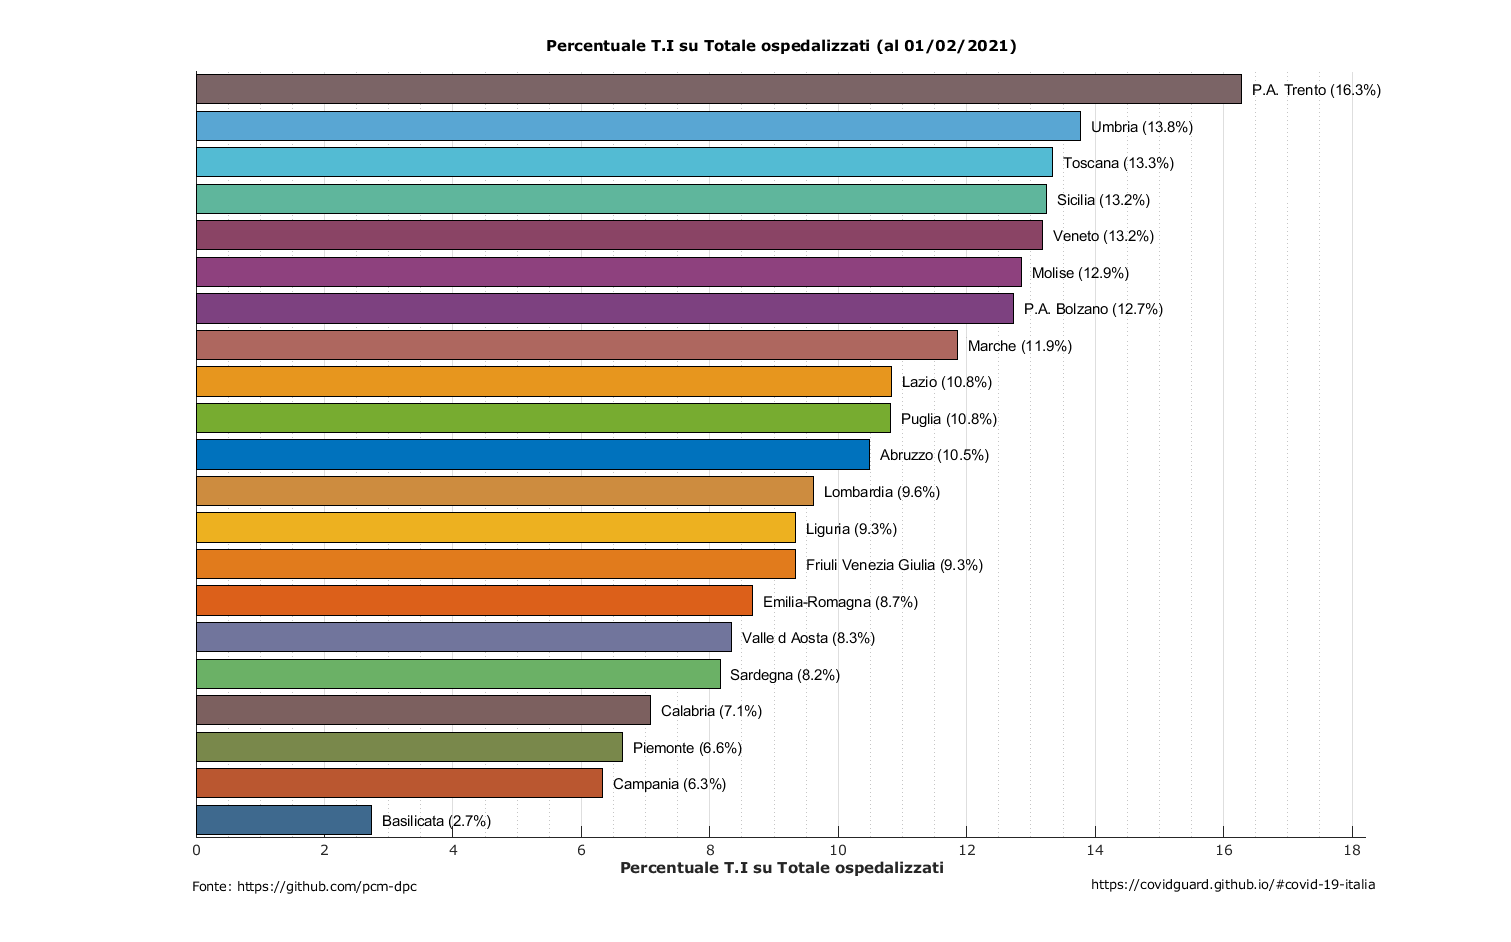 Percentuale T.I su Totale ospedalizzati (al 01/02/2021)
P.A. Trento (16.3%)
Umbria (13.8%)
Toscana (13.3%)
Sicilia (13.2%)
Veneto (13.2%)
Molise (12.9%)
P.A. Bolzano (12.7%)
Marche (11.9%)
Lazio (10.8%)
Puglia (10.8%)
Abruzzo (10.5%)
Lombardia (9.6%)
Liguria (9.3%)
Friuli Venezia Giulia (9.3%)
Emilia-Romagna (8.7%)
Valle d Aosta (8.3%)
Sardegna (8.2%)
Calabria (7.1%)
Piemonte (6.6%)
Campania (6.3%)
Basilicata (2.7%)
0 2 4 6 8 10 12 14 16 18
Percentuale T.I su Totale ospedalizzati
Fonte: https://github.com/pcm-dpc
https://covidguard.github.io/#covid-19-italia